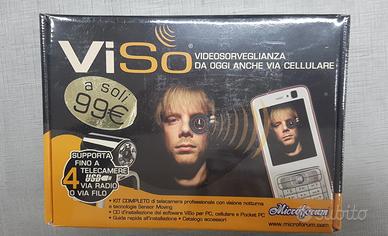 ViSo
VIDEOSORVEGLIANZA
DA OGGI ANCHE VIA CELLULARE
a soli
99€
SUPPORTA
FINO A
4 TELECAMERE
USB
VIA RADIO
O VIA FILO
• KIT COMPLETO di telecamera professionale con visione notturna
e tecnologia Sensor Moving
• CD d'installazione del software ViSo per PC, cellulare e Pocket PC
• Guida rapida all'installazione • Catalogo accessori
Microforum
www.microforum.com
subito